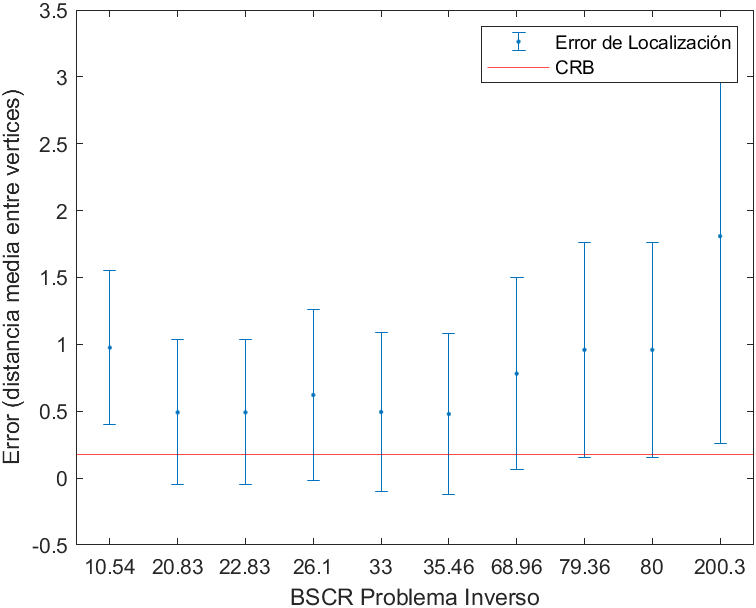 3.5
3
2.5
2
1.5
1
0.5
0
-0.5
Error (distancia media entre vertices)
Error de Localización
CRB
10.54 20.83 22.83 26.1 33 35.46 68.96 79.36 80 200.3
BSCR Problema Inverso